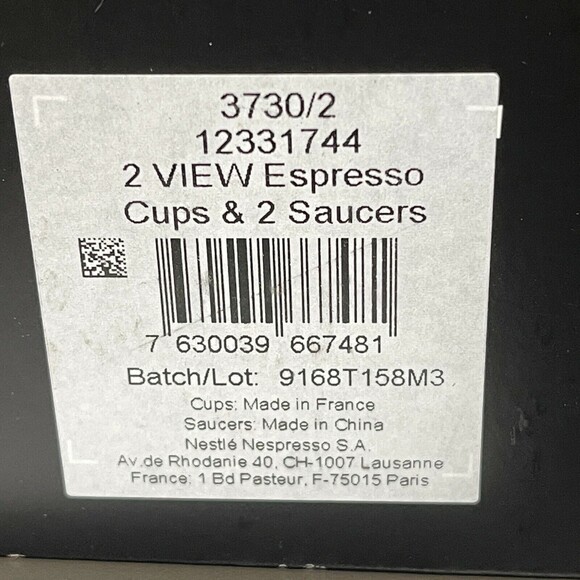 3730/2
12331744
2 VIEW Espresso
Cups & 2 Saucers
7 630039 667481
Batch/Lot: 9168T158M3
Cups: Made in France
Saucers: Made in China
Nestlé Nespresso S.A.
Av.de Rhodanie 40, CH-1007 Lausanne
France: 1 Bd Pasteur, F-75015 Paris